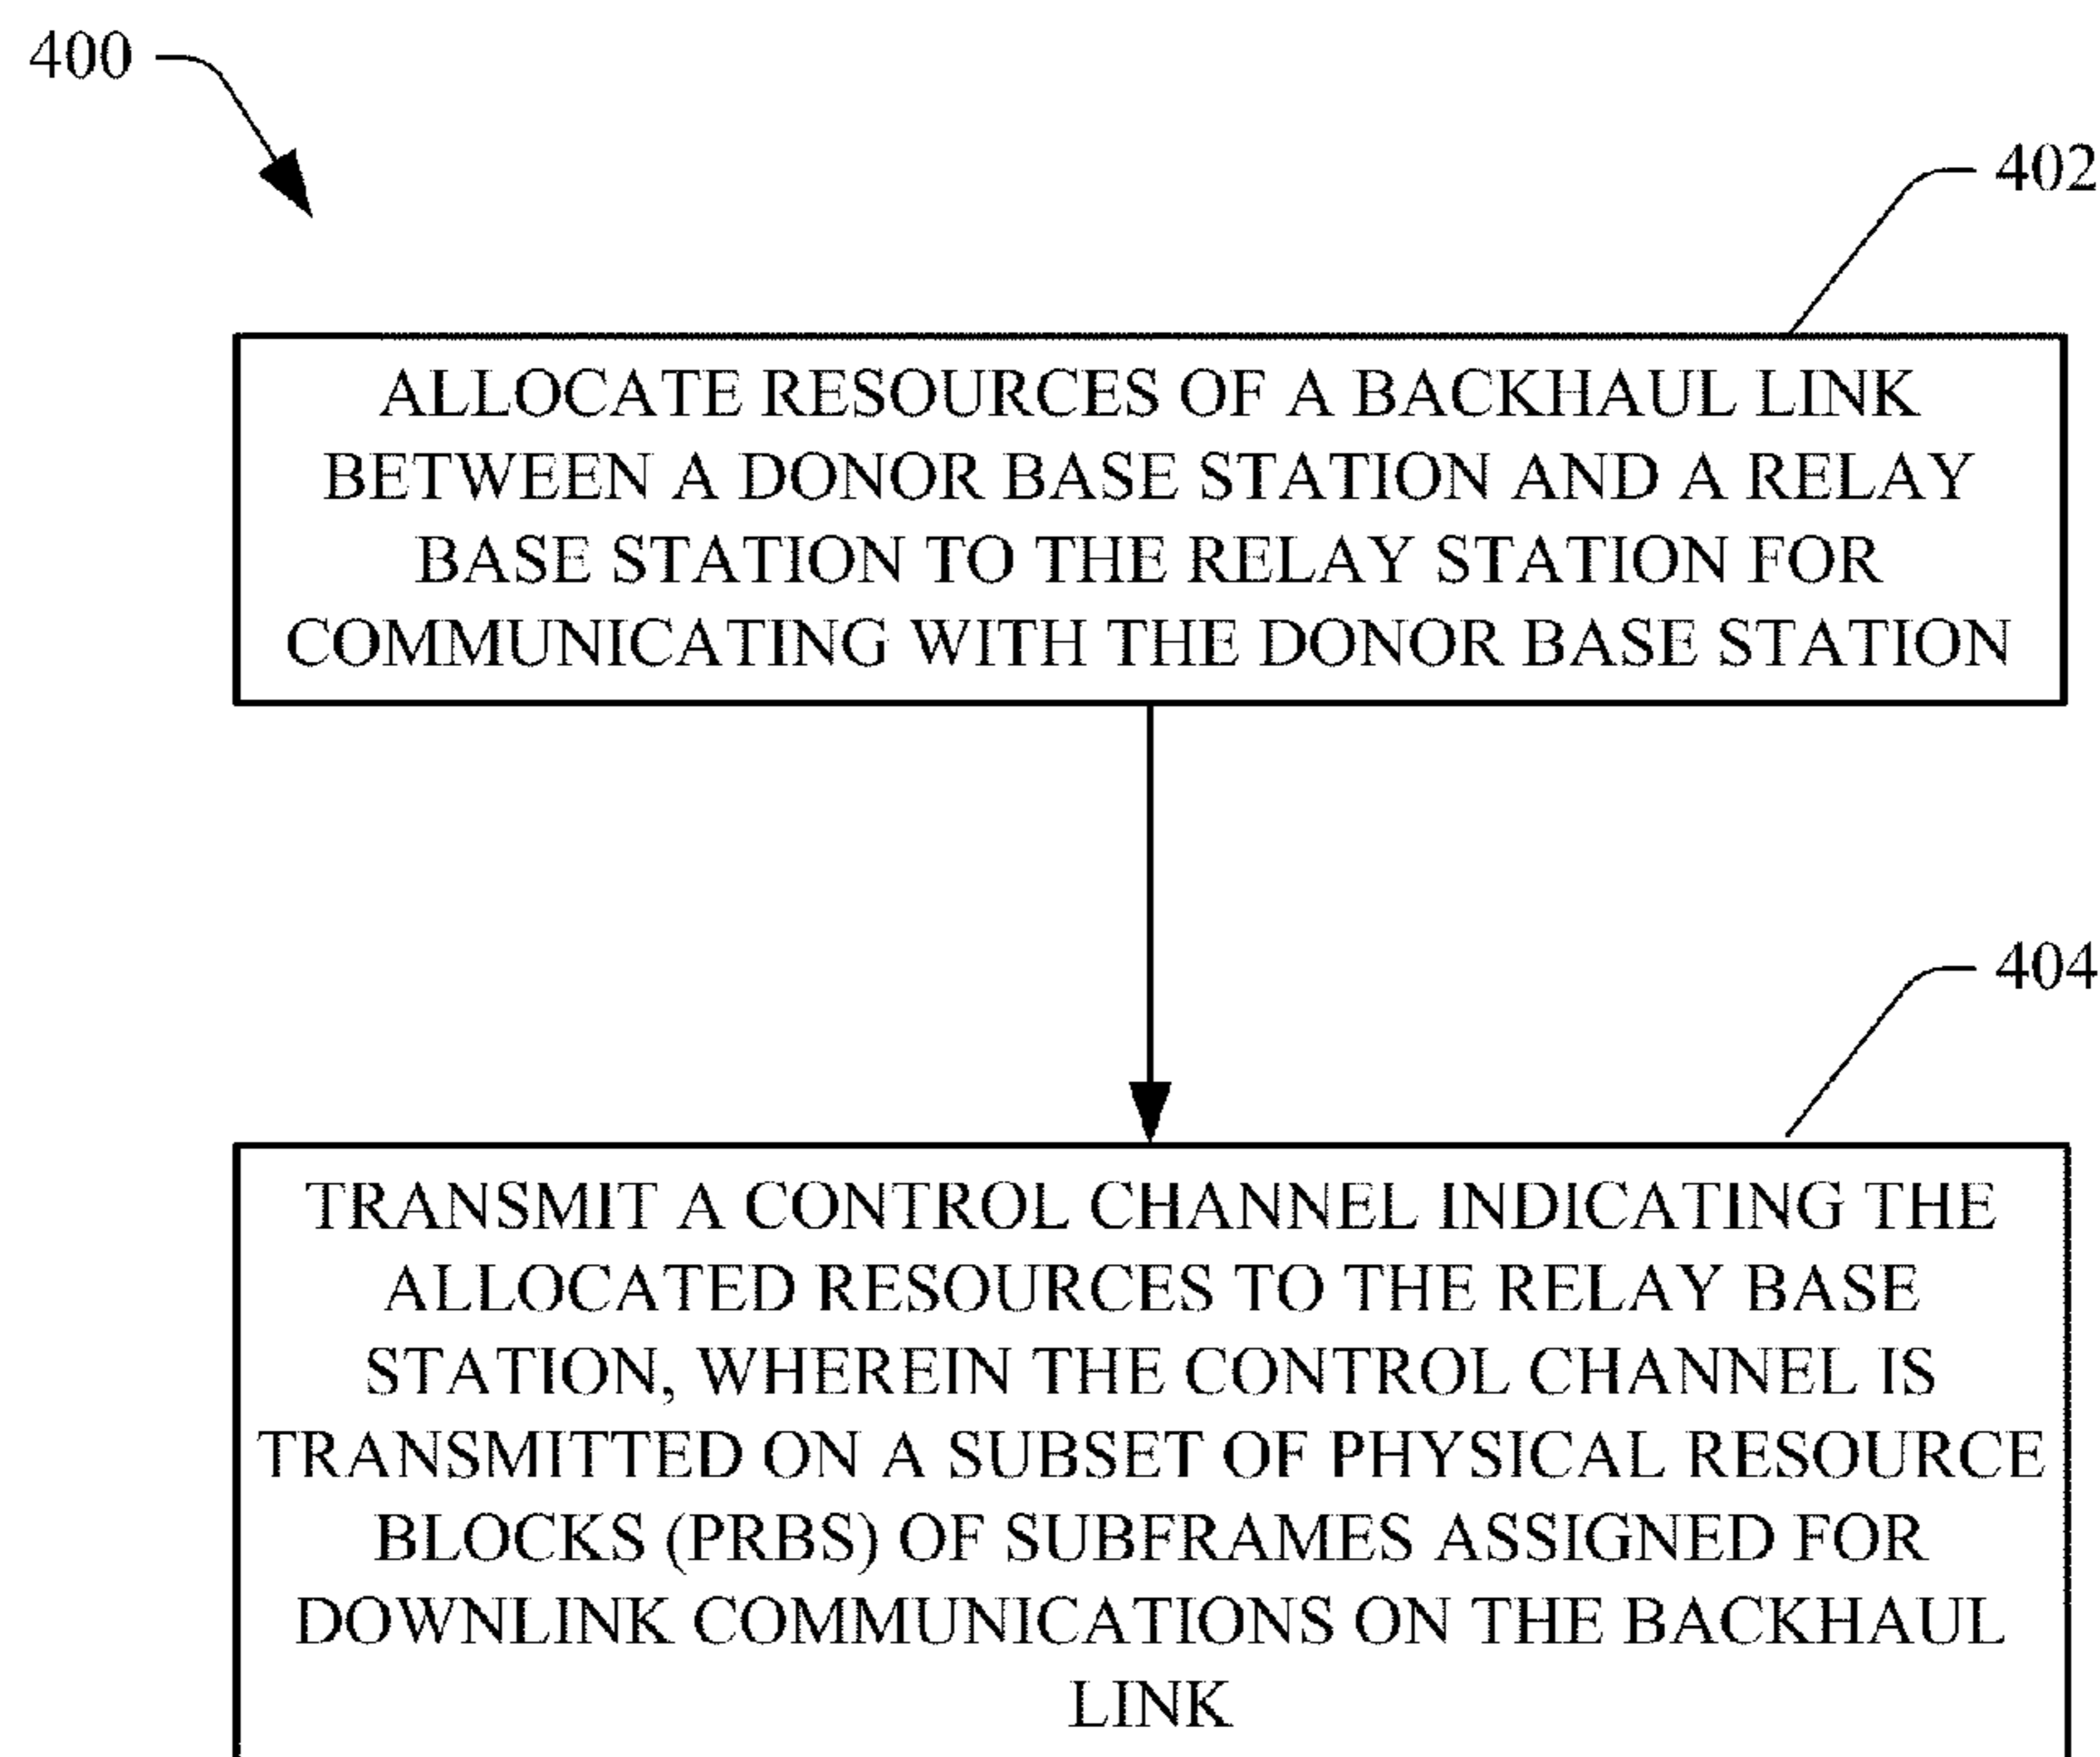 400
402
ALLOCATE RESOURCES OF A BACKHAUL LINK
BETWEEN A DONOR BASE STATION AND A RELAY
BASE STATION TO THE RELAY STATION FOR
COMMUNICATING WITH THE DONOR BASE STATION
404
TRANSMIT A CONTROL CHANNEL INDICATING THE
ALLOCATED RESOURCES TO THE RELAY BASE
STATION, WHEREIN THE CONTROL CHANNEL IS
TRANSMITTED ON A SUBSET OF PHYSICAL RESOURCE
BLOCKS (PRBS) OF SUBFRAMES ASSIGNED FOR
DOWNLINK COMMUNICATIONS ON THE BACKHAUL
LINK